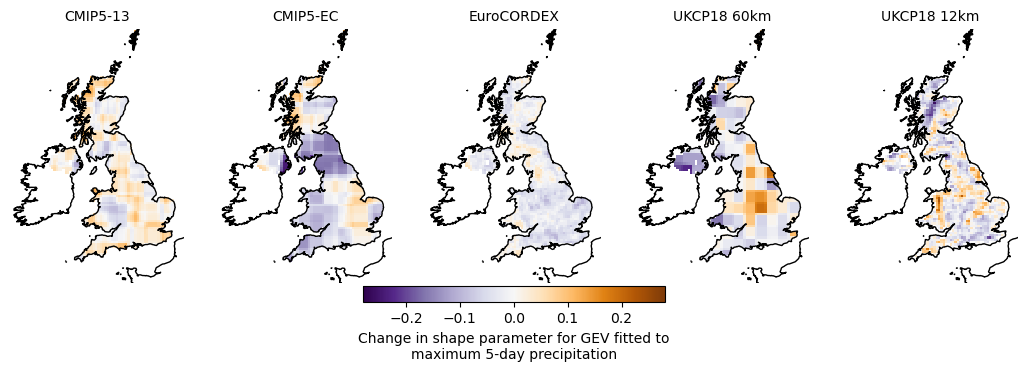 CMIP5-13 CMIP5-EC EuroCORDEX UKCP18 60km UKCP18 12km
−0.2 −0.1 0.0 0.1 0.2
Change in shape parameter for GEV fitted to
maximum 5-day precipitation